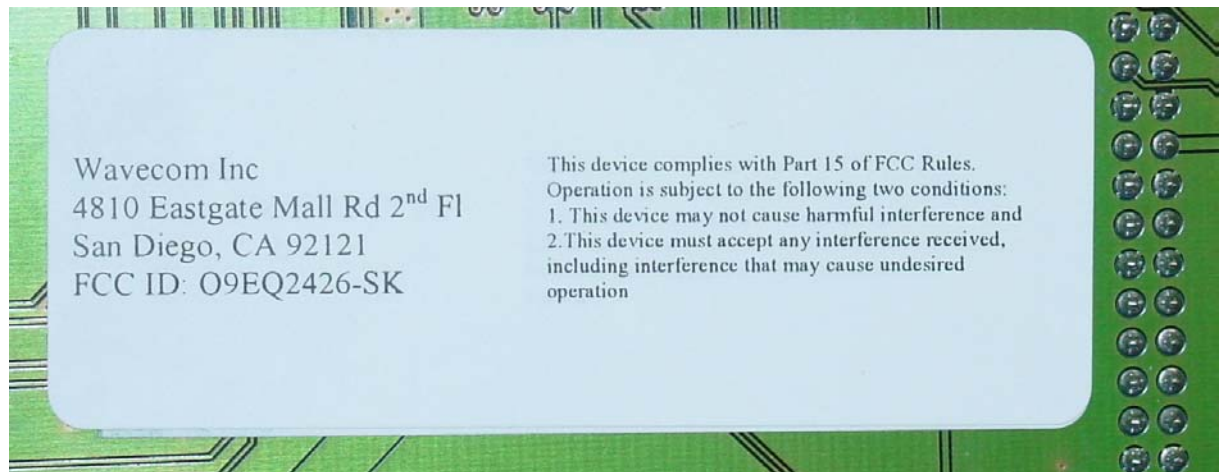 Wavecom Inc
4810 Eastgate Mall Rd 2nd Fl
San Diego, CA 92121
FCC ID: O9EQ2426-SK
This device complies with Part 15 of FCC Rules.
Operation is subject to the following two conditions:
1. This device may not cause harmful interference and
2.This device must accept any interference received,
including interference that may cause undesired
operation